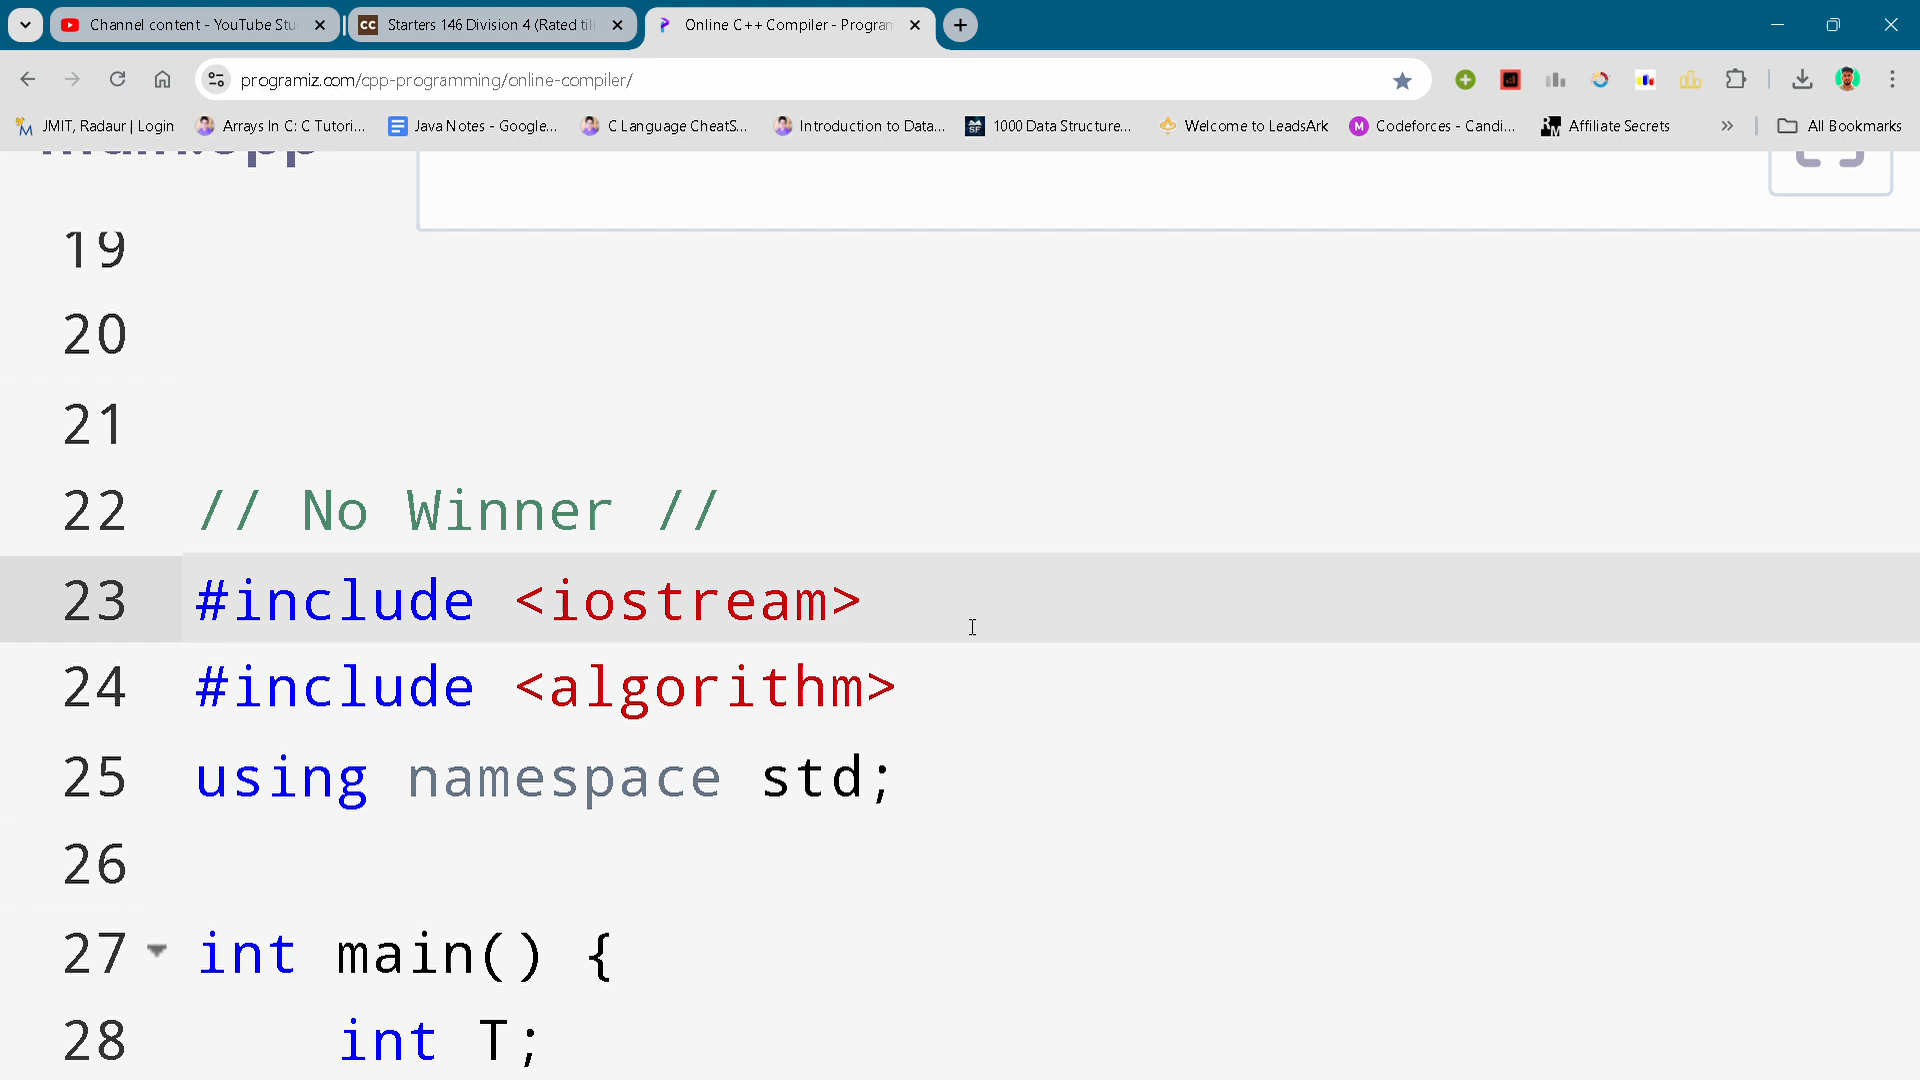 Channel content - YouTube Stu
Starters 146 Division 4 (Rated till
Online C++ Compiler - Program
programiz.com/cpp-programming/online-compiler/
JMIT, Radaur | Login
Arrays In C: C Tutori...
Java Notes - Google...
C Language CheatS...
Introduction to Data...
1000 Data Structure...
Welcome to LeadsArk
Codeforces - Candi...
Affiliate Secrets
All Bookmarks
main.cpp
19
20
21
22 // No Winner //
23 #include <iostream>
24 #include <algorithm>
25 using namespace std;
26
27 int main() {
28 int T;